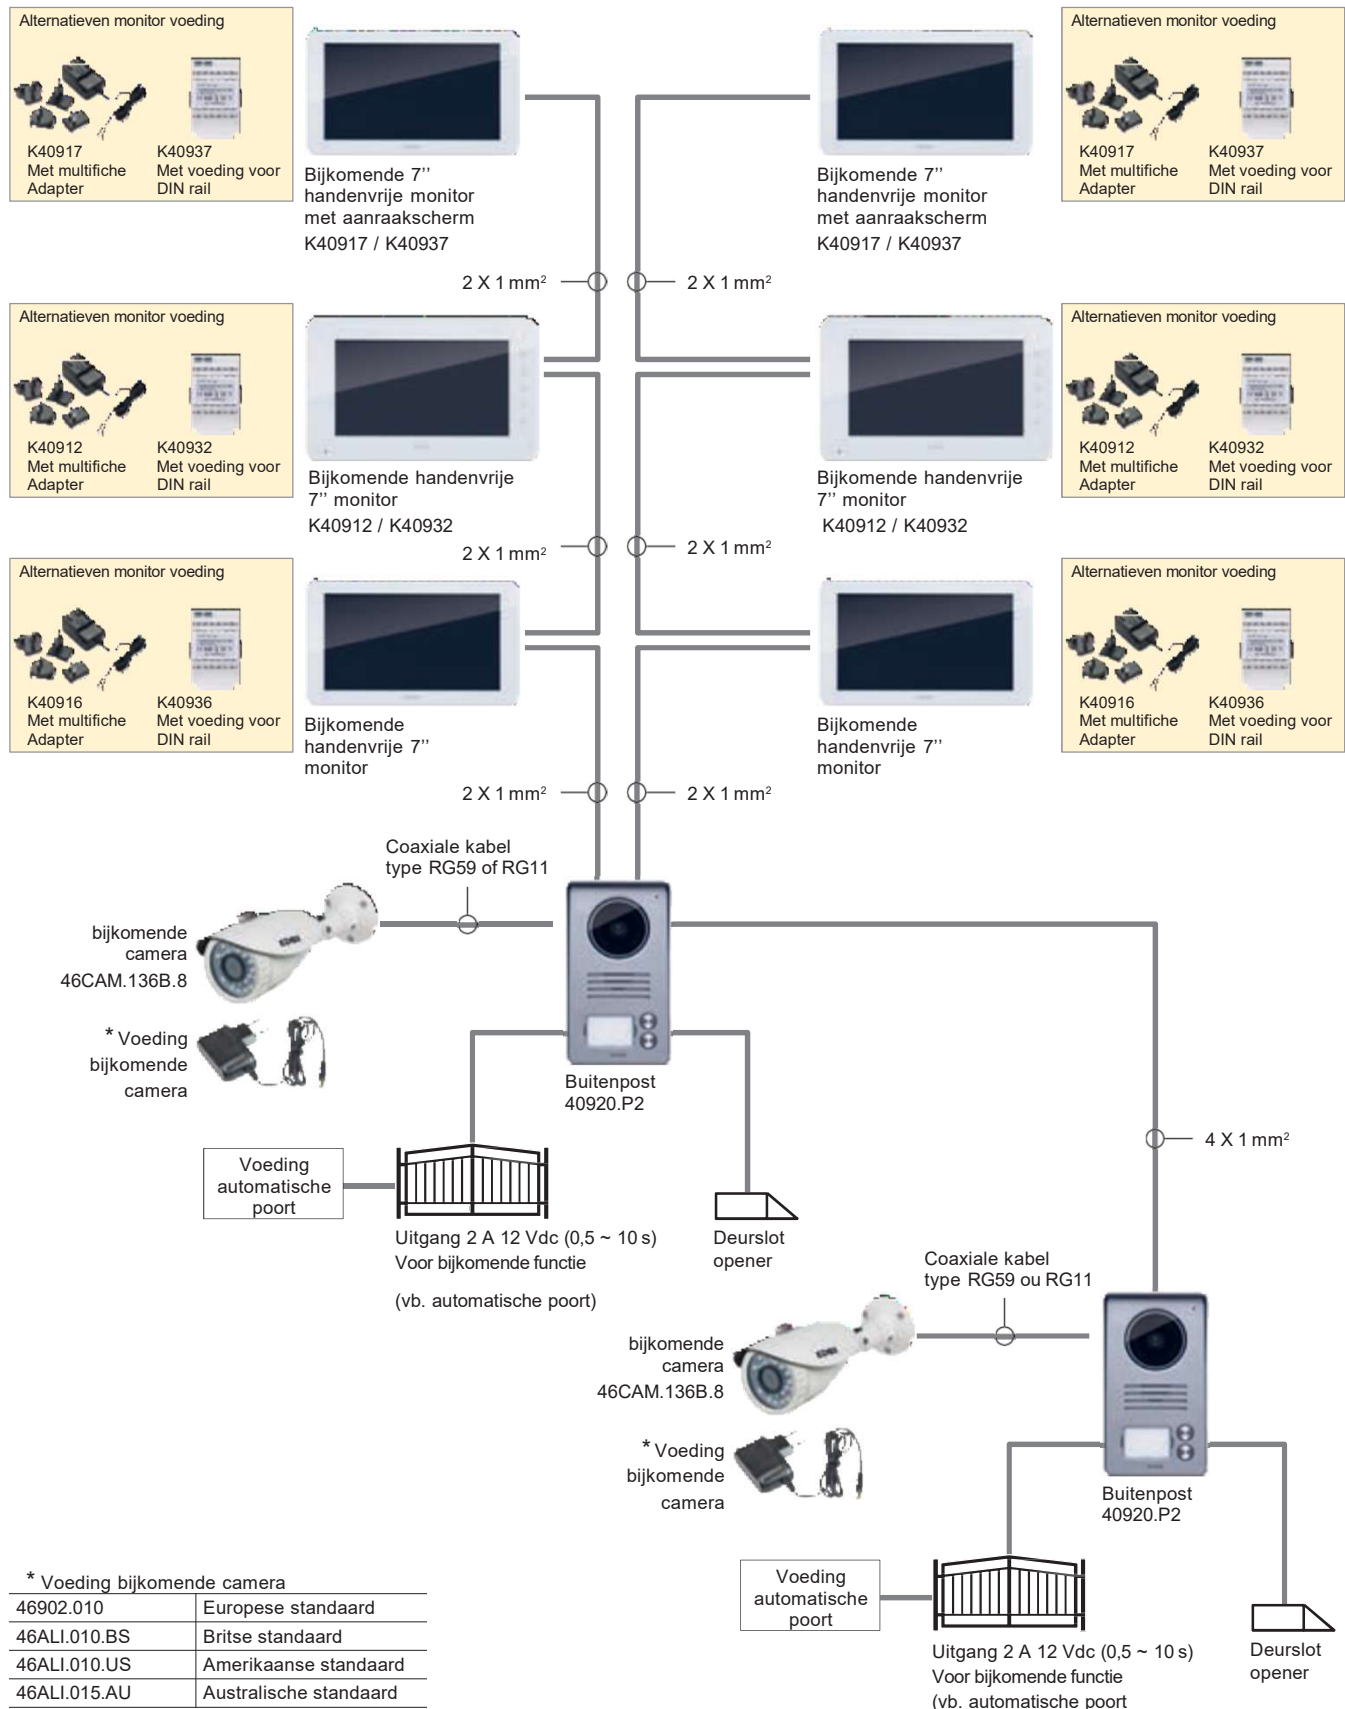 Alternatieven monitor voeding
K40917
Met multifiche
Adapter
K40937
Met voeding voor
DIN rail
Bijkomende 7''
handenvrije monitor
met aanraakscherm
K40917 / K40937
Bijkomende 7''
handenvrije monitor
met aanraakscherm
K40917 / K40937
Alternatieven monitor voeding
K40917
Met multifiche
Adapter
K40937
Met voeding voor
DIN rail
2 X 1 mm²
2 X 1 mm²
Alternatieven monitor voeding
K40912
Met multifiche
Adapter
K40932
Met voeding voor
DIN rail
Bijkomende handenvrije
7'' monitor
K40912 / K40932
Bijkomende handenvrije
7'' monitor
K40912 / K40932
Alternatieven monitor voeding
K40912
Met multifiche
Adapter
K40932
Met voeding voor
DIN rail
2 X 1 mm²
2 X 1 mm²
Alternatieven monitor voeding
K40916
Met multifiche
Adapter
K40936
Met voeding voor
DIN rail
Bijkomende
handenvrije 7''
monitor
Bijkomende
handenvrije 7''
monitor
Alternatieven monitor voeding
K40916
Met multifiche
Adapter
K40936
Met voeding voor
DIN rail
2 X 1 mm²
2 X 1 mm²
Coaxiale kabel
type RG59 of RG11
bijkomende
camera
46CAM.136B.8
* Voeding
bijkomende
camera
Buitenpost
40920.P2
4 X 1 mm²
Voeding
automatische
poort
Uitgang 2 A 12 Vdc (0,5 ~ 10 s)
Voor bijkomende functie
(vb. automatische poort)
Deurslot
opener
Coaxiale kabel
type RG59 ou RG11
bijkomende
camera
46CAM.136B.8
* Voeding
bijkomende
camera
Buitenpost
40920.P2
Voeding
automatische
poort
Uitgang 2 A 12 Vdc (0,5 ~ 10 s)
Voor bijkomende functie
(vb. automatische poort
Deurslot
opener
* Voeding bijkomende camera
46902.010 Europese standaard
46ALI.010.BS Britse standaard
46ALI.010.US Amerikaanse standaard
46ALI.015.AU Australische standaard